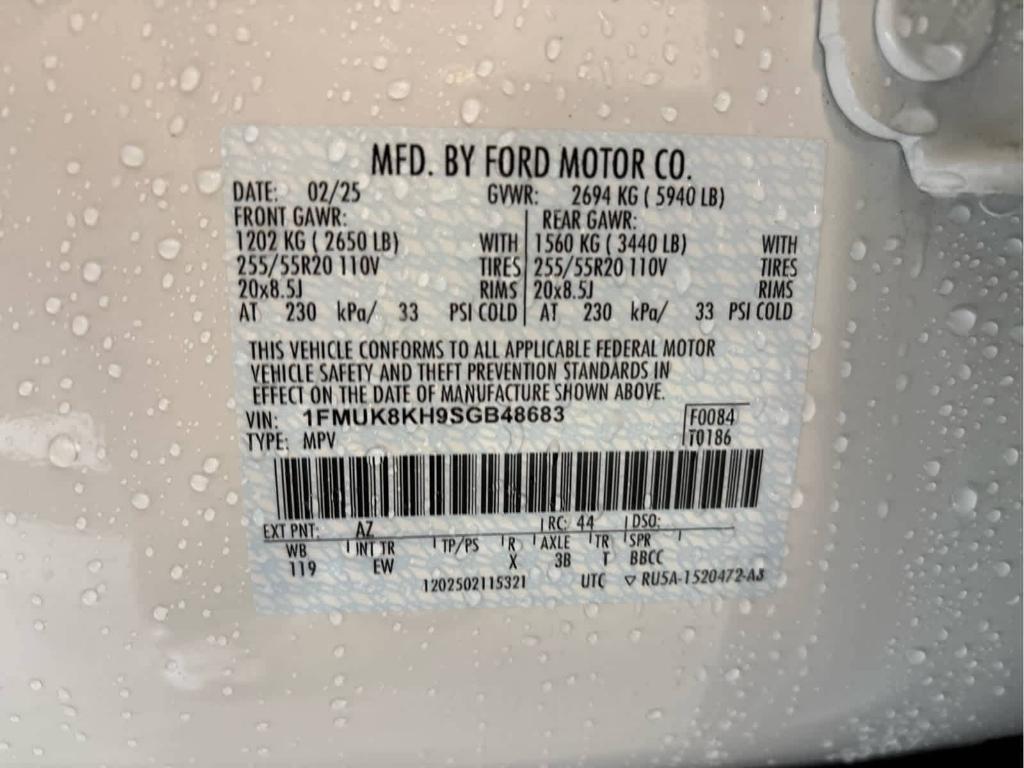 MFD. BY FORD MOTOR CO.
DATE: 02/25 GVWR: 2694 KG ( 5940 LB)
FRONT GAWR: REAR GAWR:
1202 KG ( 2650 LB) WITH 1560 KG ( 3440 LB) WITH
255/55R20 110V TIRES 255/55R20 110V TIRES
20x8.5J RIMS 20x8.5J RIMS
AT 230 kPa/ 33 PSI COLD AT 230 kPa/ 33 PSI COLD
THIS VEHICLE CONFORMS TO ALL APPLICABLE FEDERAL MOTOR
VEHICLE SAFETY AND THEFT PREVENTION STANDARDS IN
EFFECT ON THE DATE OF MANUFACTURE SHOWN ABOVE.
VIN: 1FMUK8KH9SGB48683 F0084
TYPE: MPV T0186
EXT PNT: AZ RC: 44 DSO:
WB INT TR TP/PS R AXLE TR SPR
119 EW X 3B T BBCC
1202502115321 UTC ▽ RU5A-1520472-A3